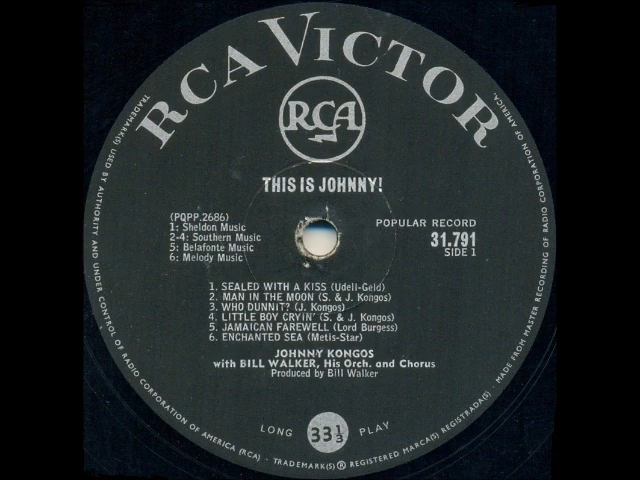 RCA VICTOR
RCA
THIS IS JOHNNY!
(PQPP.2686)
1: Sheldon Music
2-4: Southern Music
5: Belafonte Music
6: Melody Music
POPULAR RECORD
31.791
SIDE 1
1. SEALED WITH A KISS (Udell-Geld)
2. MAN IN THE MOON (S. & J. Kongos)
3. WHO DUNNIT? (J. Kongos)
4. LITTLE BOY CRYIN' (S. & J. Kongos)
5. JAMAICAN FAREWELL (Lord Burgess)
6. ENCHANTED SEA (Metis-Star)
JOHNNY KONGOS
with BILL WALKER, His Orch. and Chorus
Produced by Bill Walker
LONG 33 1/3 PLAY
TRADEMARK(S) USED BY AUTHORITY AND UNDER CONTROL OF RADIO CORPORATION OF AMERICA (RCA) - TRADEMARK(S) ® REGISTERED MARCA(S) REGISTRADA(S) - MADE FROM MASTER RECORDING OF RADIO CORPORATION OF AMERICA.